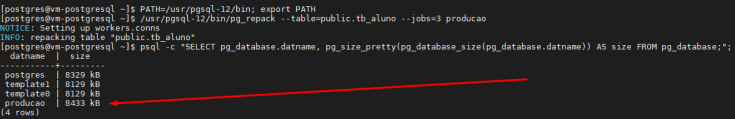 [postgres@vm-postgresql ~]$ PATH=/usr/pgsql-12/bin; export PATH
[postgres@vm-postgresql ~]$ /usr/pgsql-12/bin/pg_repack --table=public.tb_aluno --jobs=3 producao
NOTICE: Setting up workers.conns
INFO: repacking table "public.tb_aluno"
[postgres@vm-postgresql ~]$ psql -c "SELECT pg_database.datname, pg_size_pretty(pg_database_size(pg_database.datname)) AS size FROM pg_database;";
  datname  |  size
-----------+---------
 postgres  | 8329 kB
 template1 | 8129 kB
 template0 | 8129 kB
 producao  | 8433 kB
(4 rows)